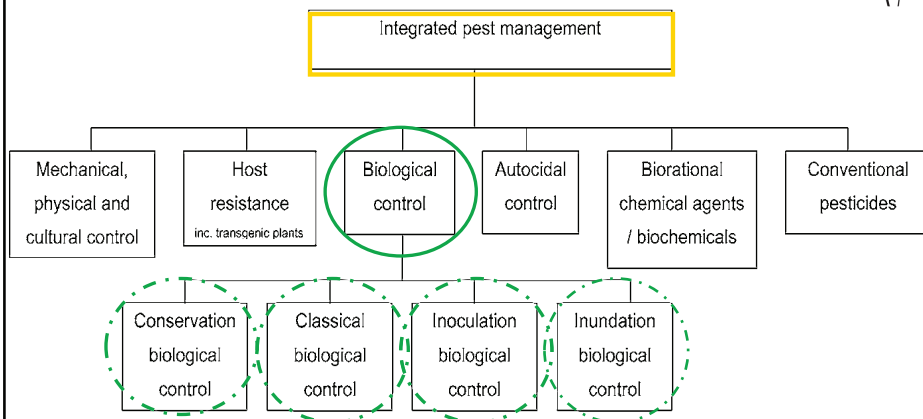 Integrated pest management
Mechanical,
physical and
cultural control
Host
resistance
inc. transgenic plants
Biological
control
Autocidal
control
Biorational
chemical agents
/ biochemicals
Conventional
pesticides
Conservation
biological
control
Classical
biological
control
Inoculation
biological
control
Inundation
biological
control